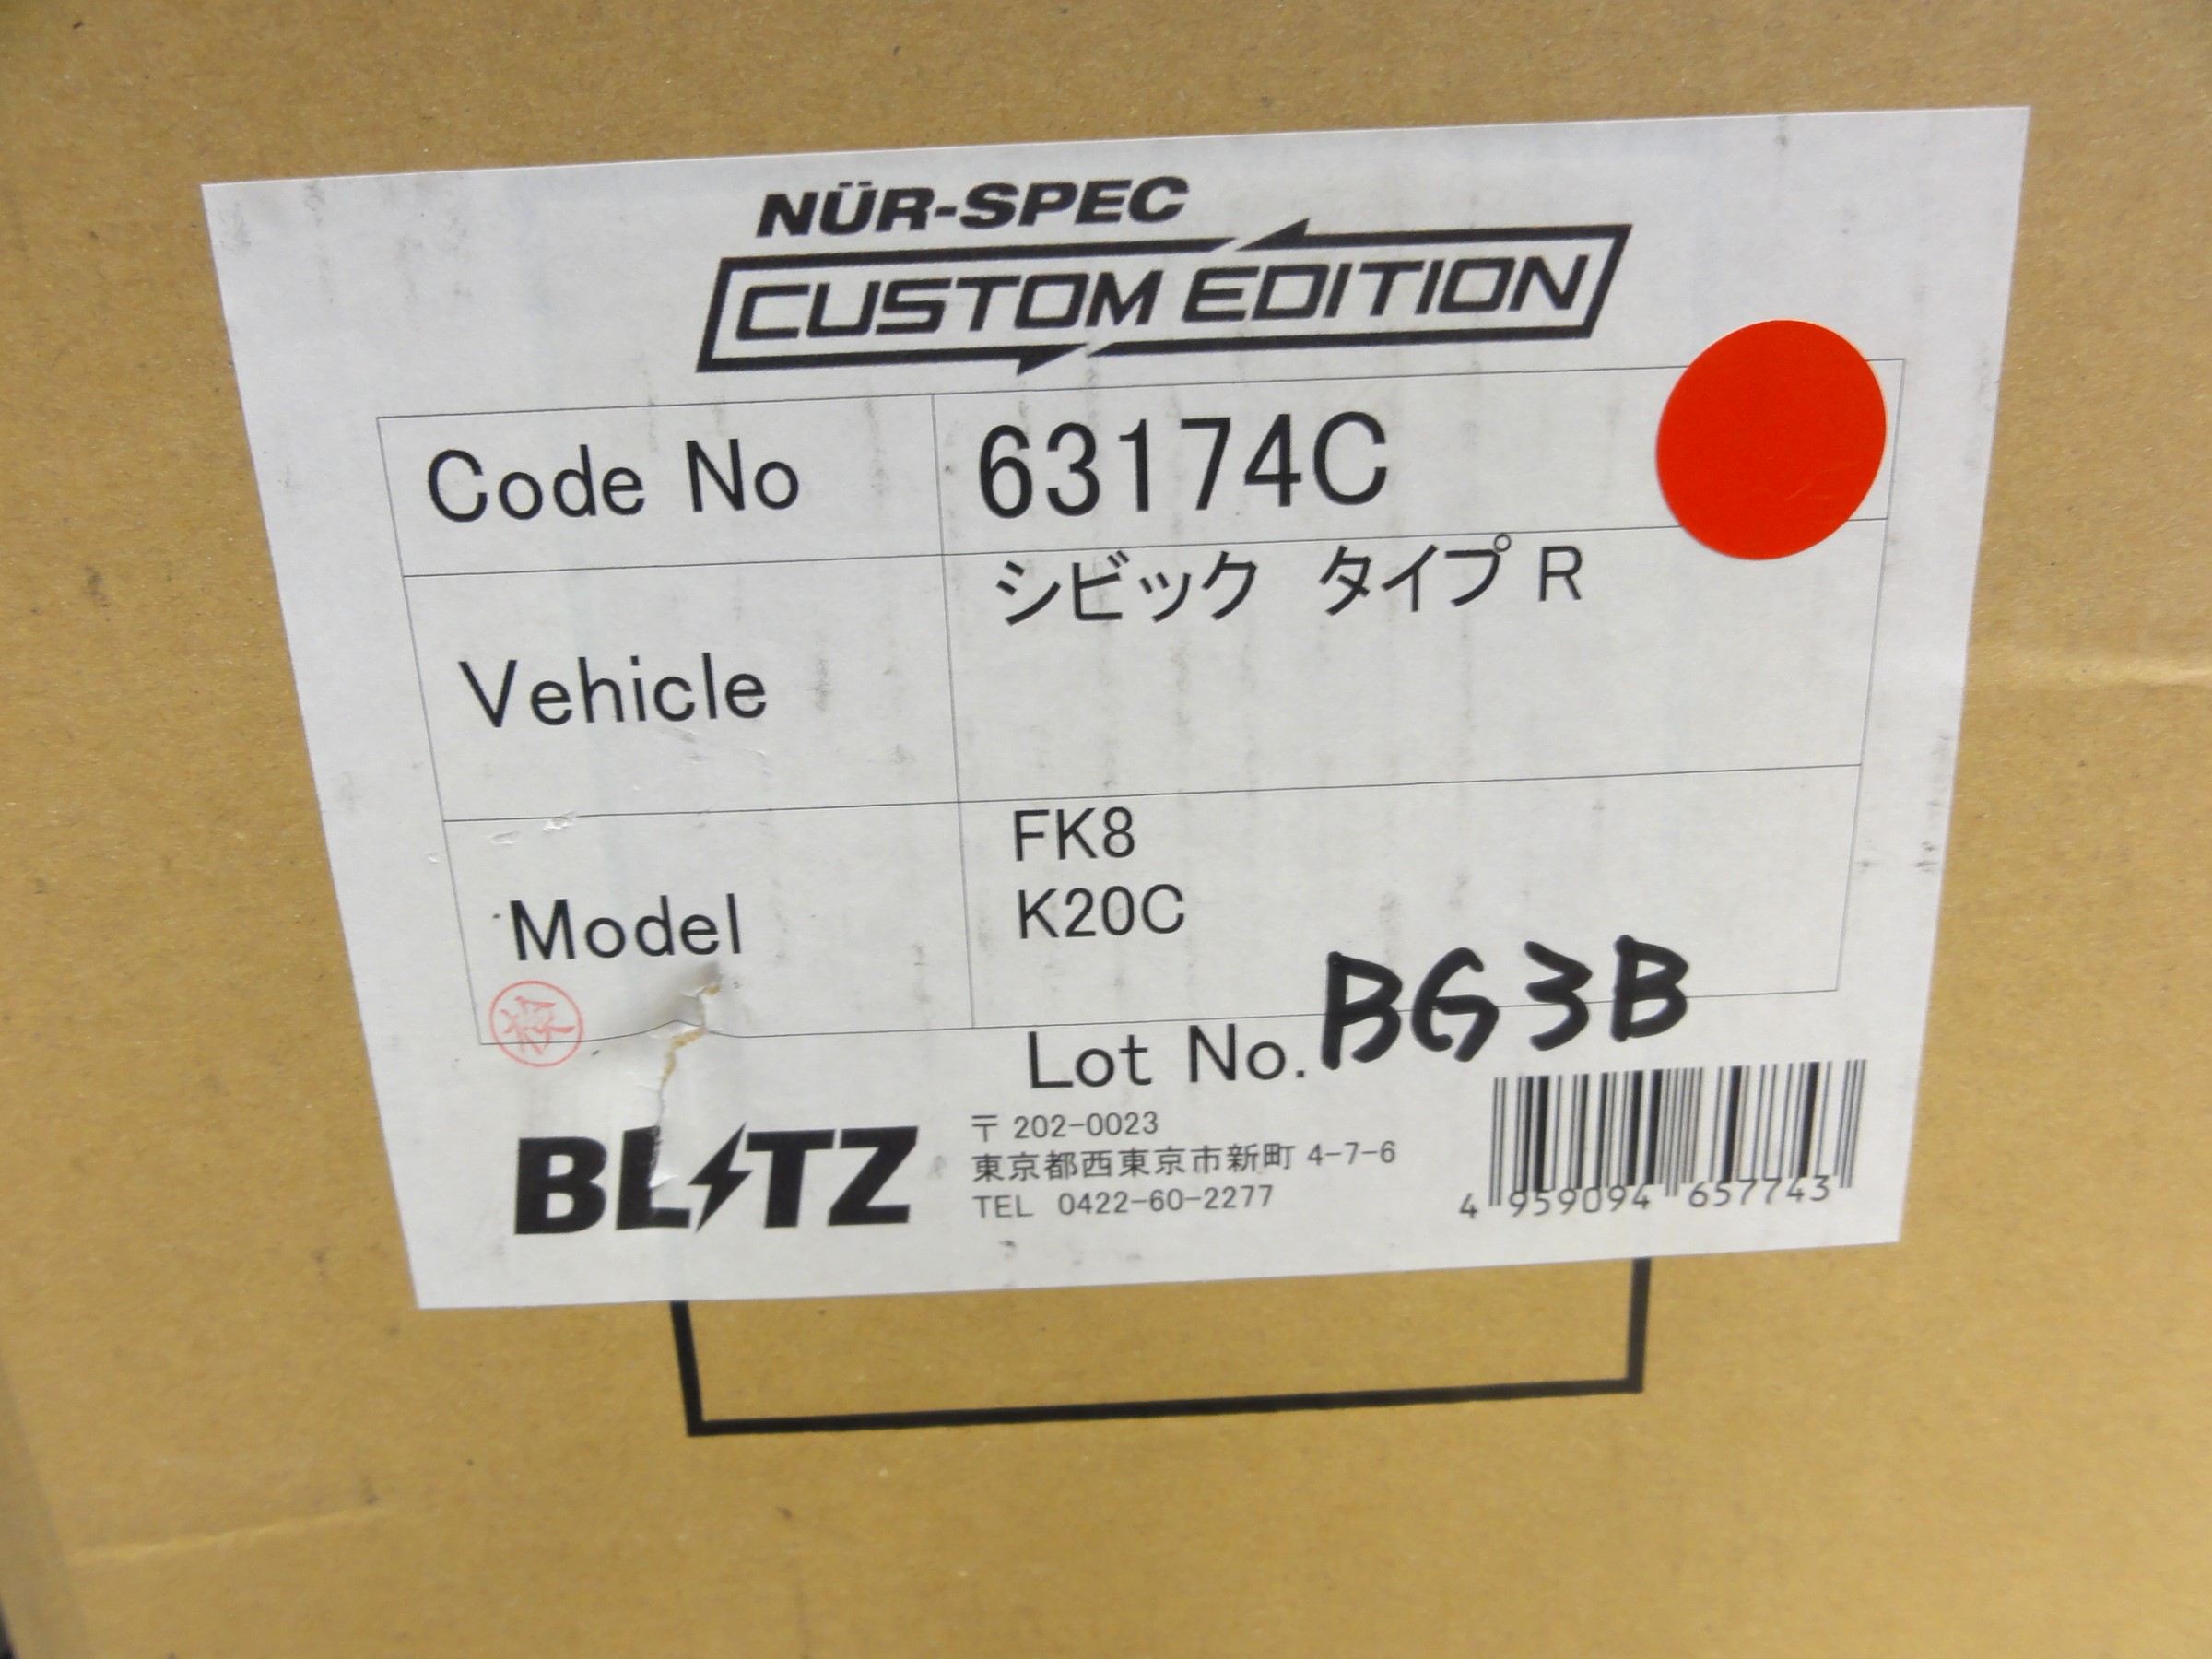 NÜR-SPEC
CUSTOM EDITION
Code No 63174C
Vehicle シビック タイプ R
Model FK8
K20C
Lot No. BG3B
BLITZ
〒 202-0023
東京都西東京市新町 4-7-6
TEL 0422-60-2277
4 959094 657743